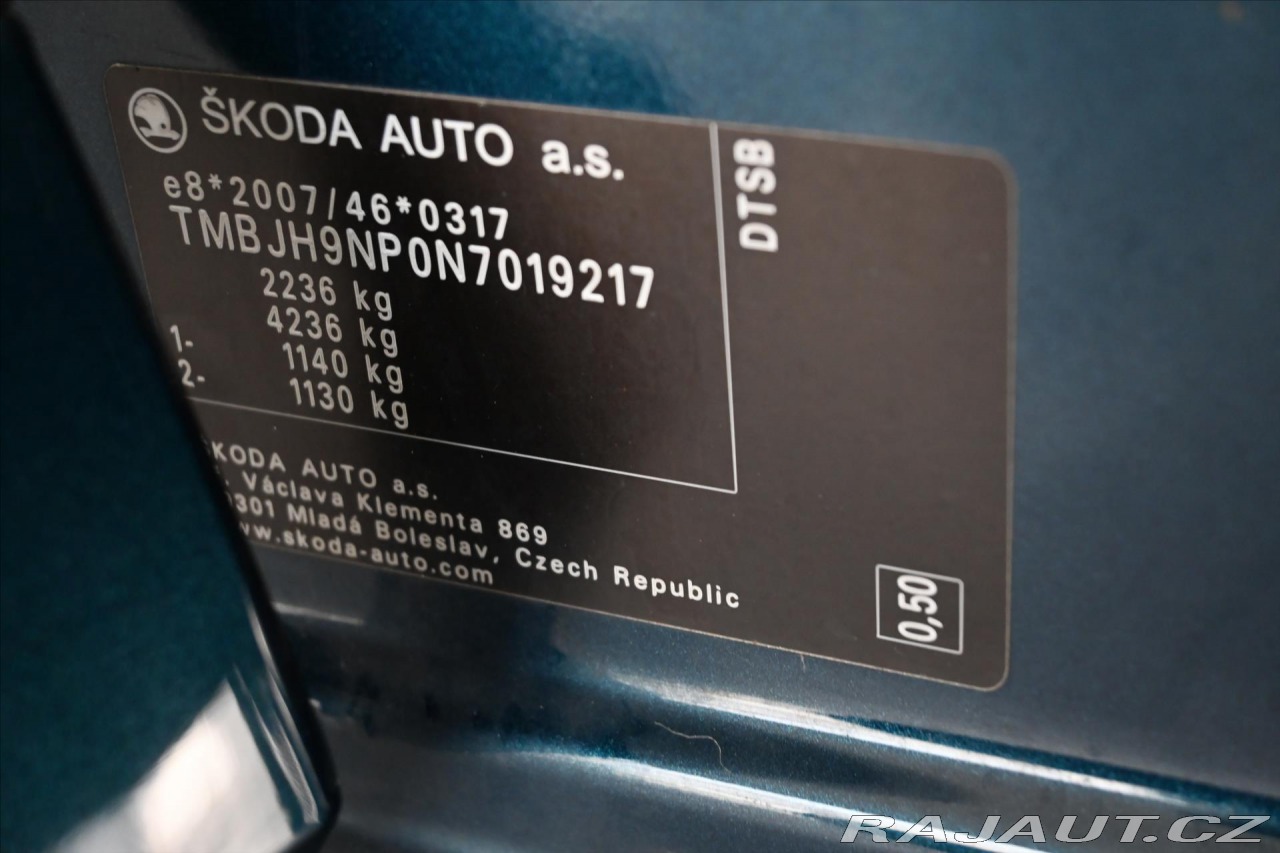 ŠKODA AUTO a.s.
e8*2007/46*0317
TMBJH9NP0N7019217
2236 kg
4236 kg
1- 1140 kg
2- 1130 kg
DTSB
KODA AUTO a.s.
Václava Klementa 869
301 Mladá Boleslav, Czech Republic
w.skoda-auto.com
0,50
RAJAUT.CZ